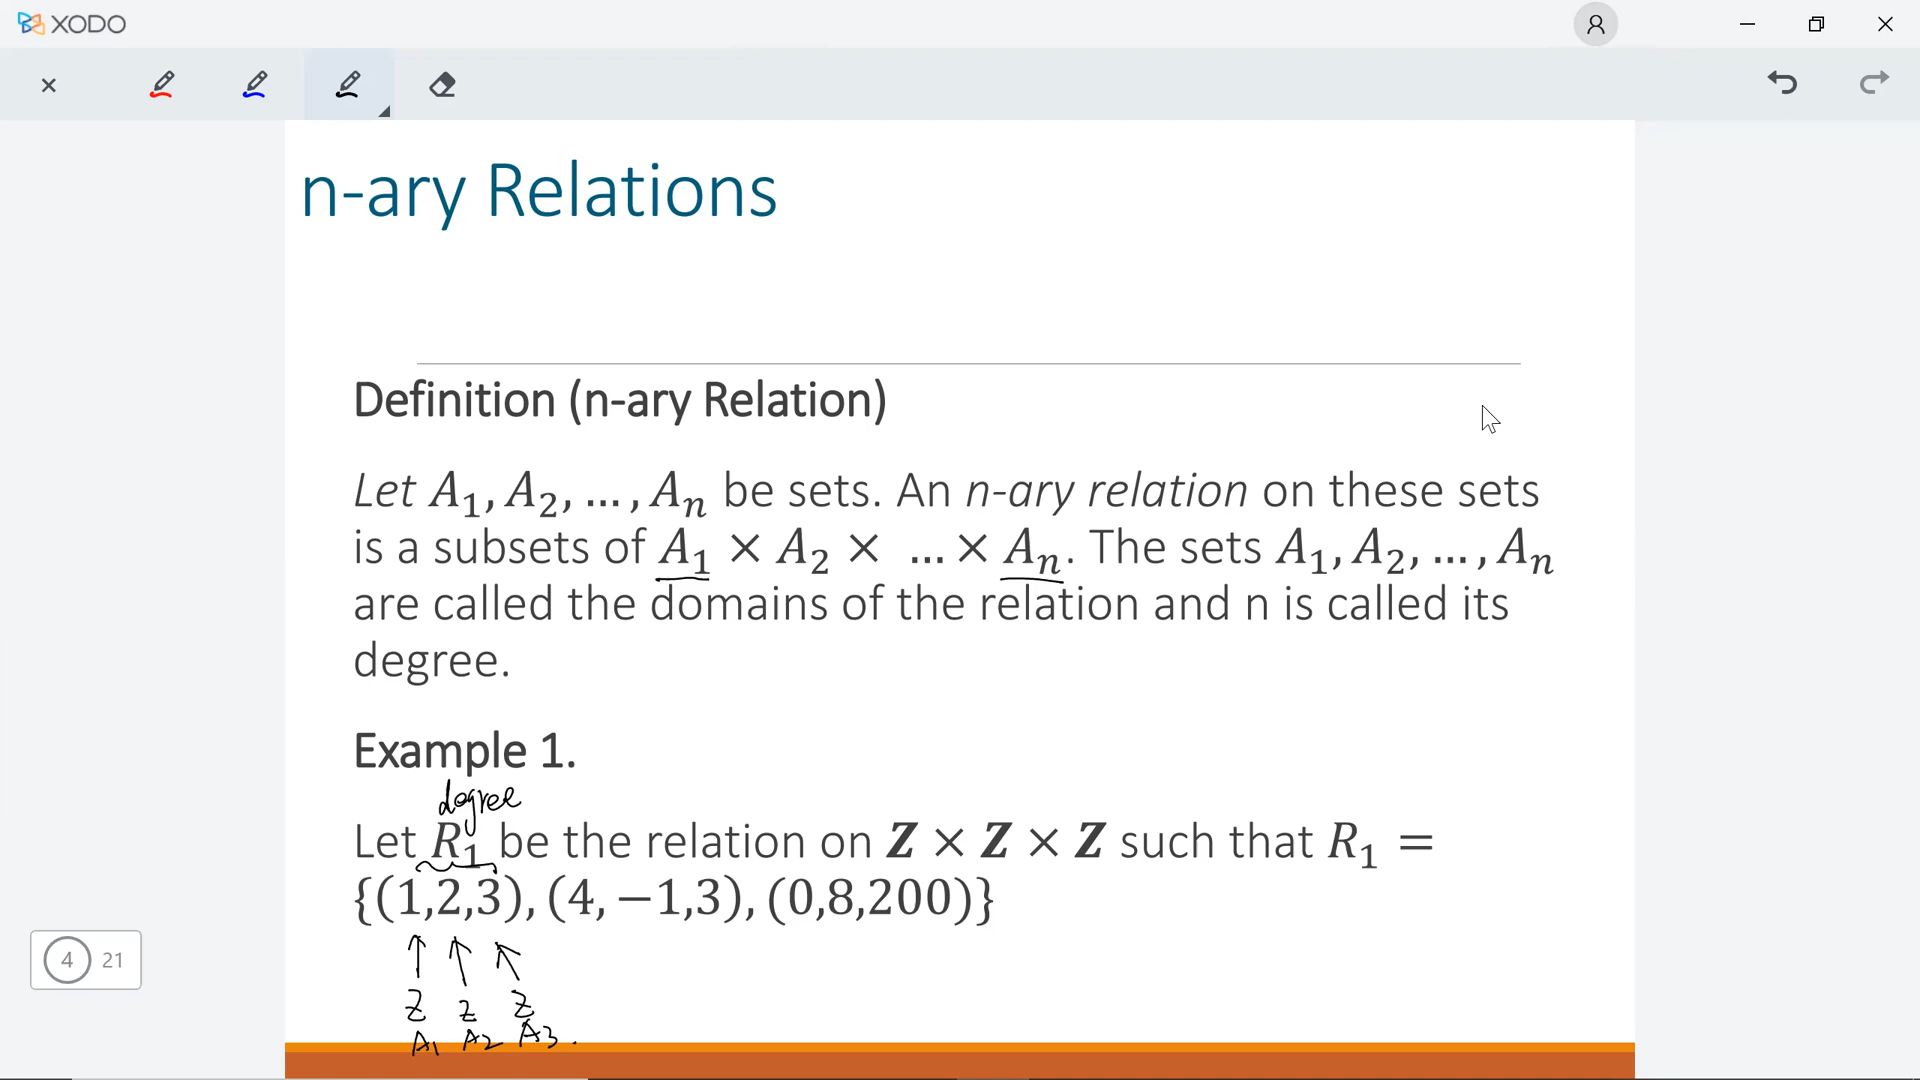 XODO
n-ary Relations
Definition (n-ary Relation)
Let A₁, A₂, … , Aₙ be sets. An n-ary relation on these sets
is a subsets of A₁ × A₂ × … × Aₙ. The sets A₁, A₂, … , Aₙ
are called the domains of the relation and n is called its
degree.
Example 1.
degree
Let R₁ be the relation on Z × Z × Z such that R₁ =
{(1,2,3), (4, −1,3), (0,8,200)}
Z Z Z
A1 A2 A3.
4 21